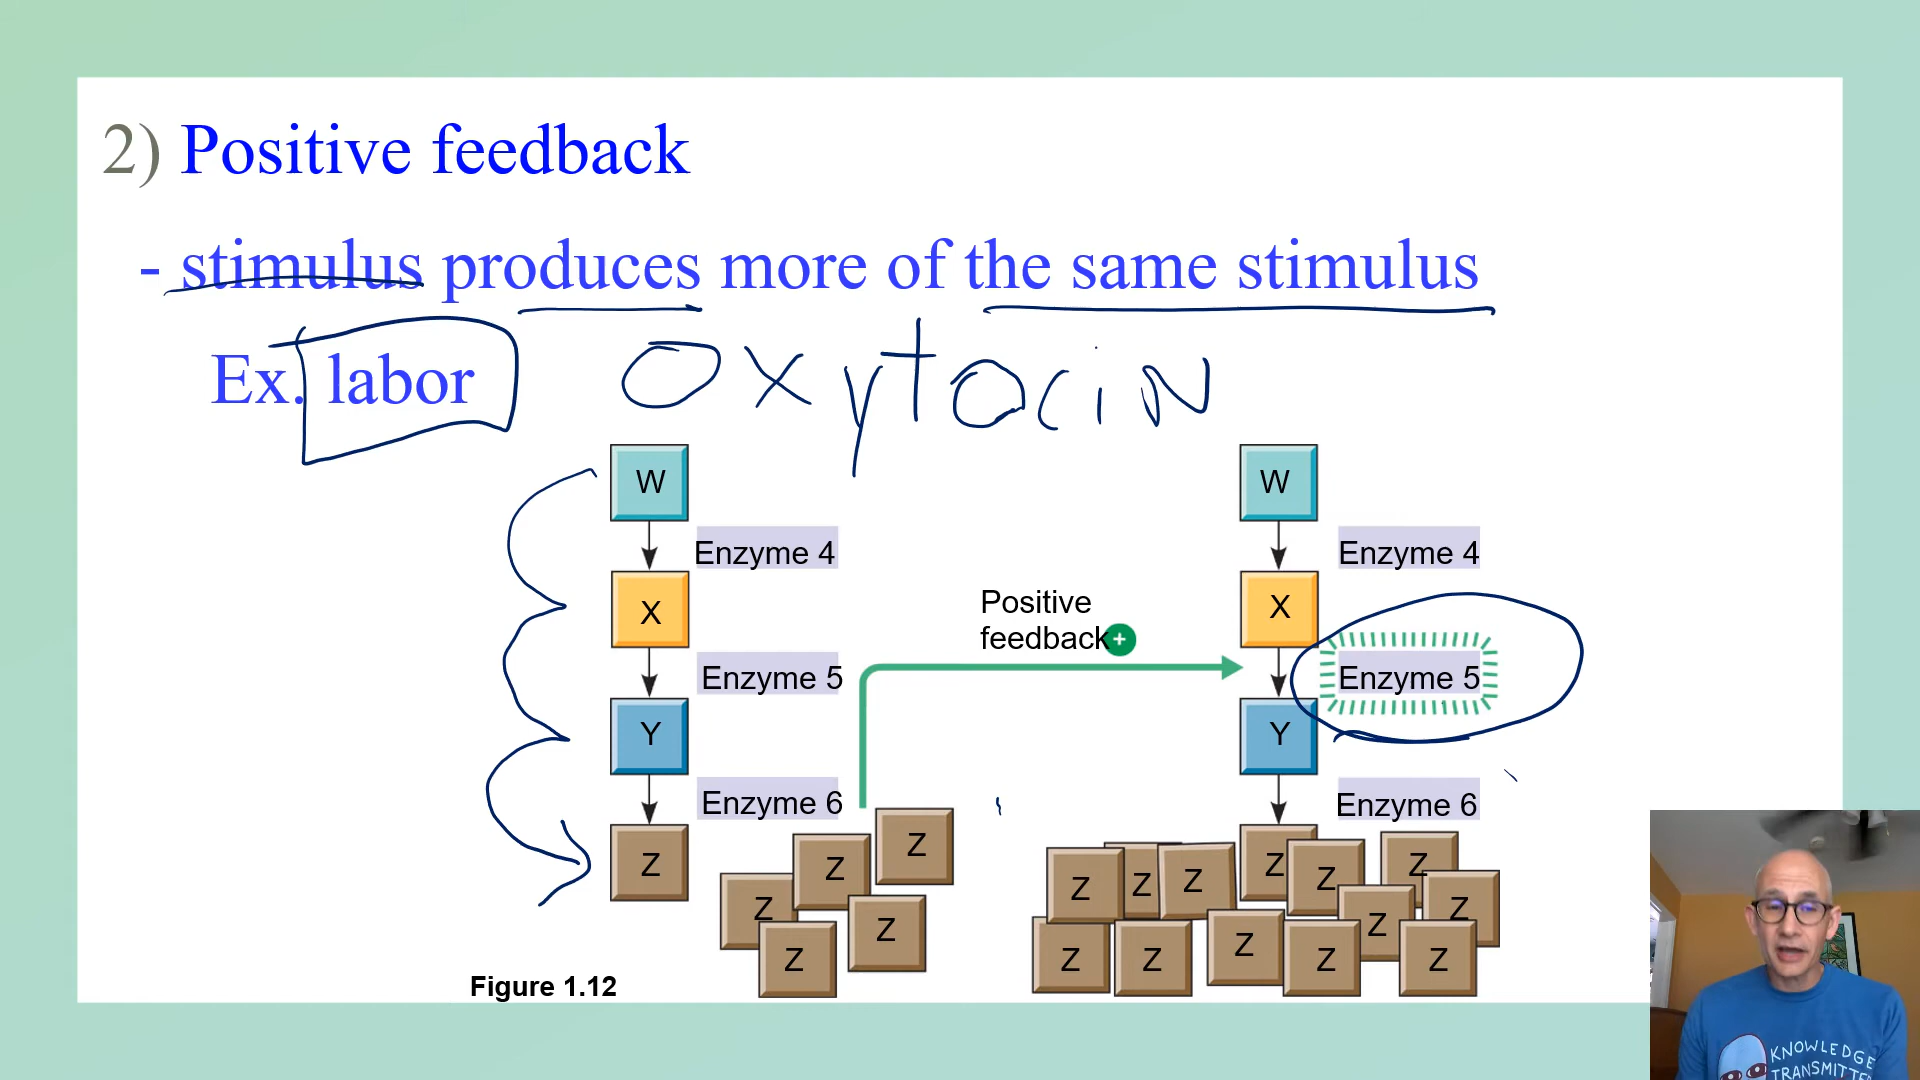 2) Positive feedback
- stimulus produces more of the same stimulus
Ex. labor
OxytociN
W
Enzyme 4
X
Enzyme 5
Y
Enzyme 6
Z
Z
Z
Z
Z
Z
Positive
feedback
+
W
Enzyme 4
X
Enzyme 5
Y
Enzyme 6
Z
Z
Z
Z
Z
Z
Z
Z
Z
Z
Z
Z
Z
Figure 1.12
KNOWLEDGE
TRANSMITTE